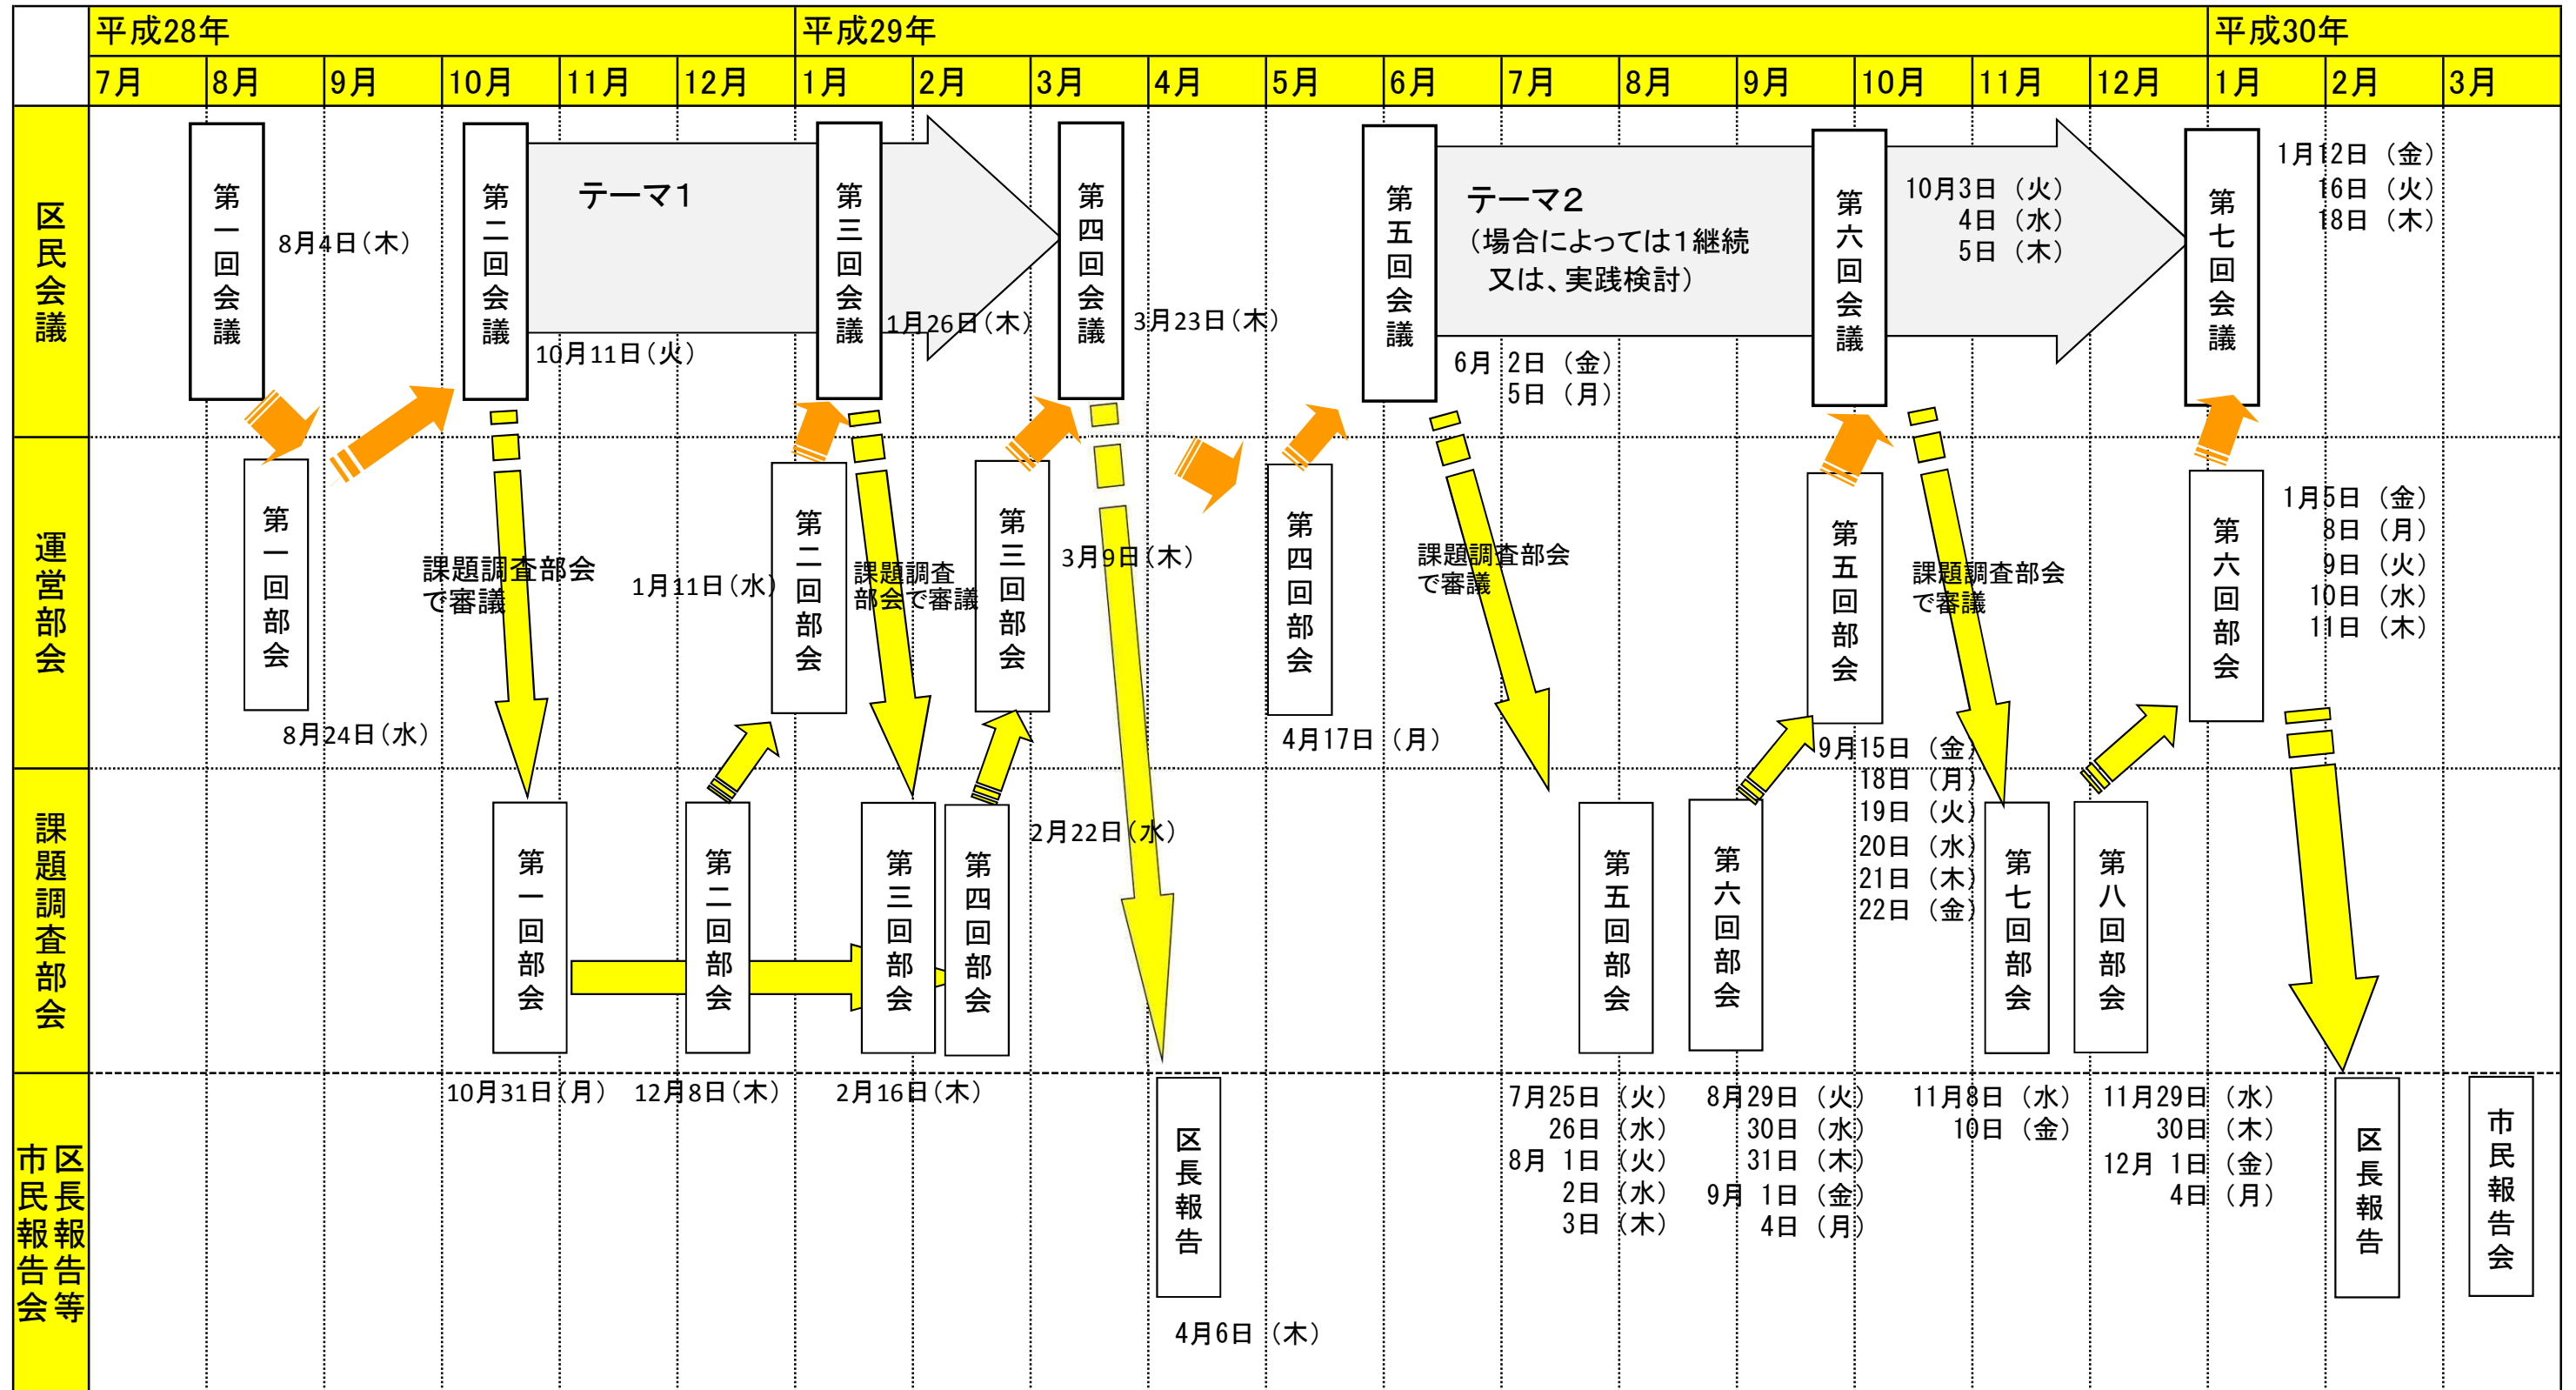 平成28年
平成29年
平成30年
7月
8月
9月
10月
11月
12月
1月
2月
3月
4月
5月
6月
7月
8月
9月
10月
11月
12月
1月
2月
3月
区民会議
第一回会議
8月4日(木)
第二回会議
10月11日(火)
テーマ1
第三回会議
1月26日(木)
第四回会議
3月23日(木)
第五回会議
6月 2日 (金)
5日 (月)
テーマ2
(場合によっては1継続
又は、実践検討)
第六回会議
10月3日 (火)
4日 (水)
5日 (木)
第七回会議
1月12日 (金)
16日 (火)
18日 (木)
運営部会
第一回部会
8月24日(水)
課題調査部会
で審議
1月11日(水)
第二回部会
課題調査
部会で審議
第三回部会
3月9日(木)
第四回部会
4月17日 (月)
課題調査部会
で審議
第五回部会
9月15日 (金)
18日 (月)
19日 (火)
20日 (水)
21日 (木)
22日 (金)
課題調査部会
で審議
第六回部会
1月5日 (金)
8日 (月)
9日 (火)
10日 (水)
11日 (木)
課題調査部会
第一回部会
第二回部会
第三回部会
第四回部会
2月22日(水)
第五回部会
第六回部会
第七回部会
第八回部会
区長報告等
市民報告会
10月31日(月)
12月8日(木)
2月16日(木)
区長報告
4月6日 (木)
7月25日 (火)
26日 (水)
8月 1日 (火)
2日 (水)
3日 (木)
8月29日 (火)
30日 (水)
31日 (木)
9月 1日 (金)
4日 (月)
11月8日 (水)
10日 (金)
11月29日 (水)
30日 (木)
12月 1日 (金)
4日 (月)
区長報告
市民報告会